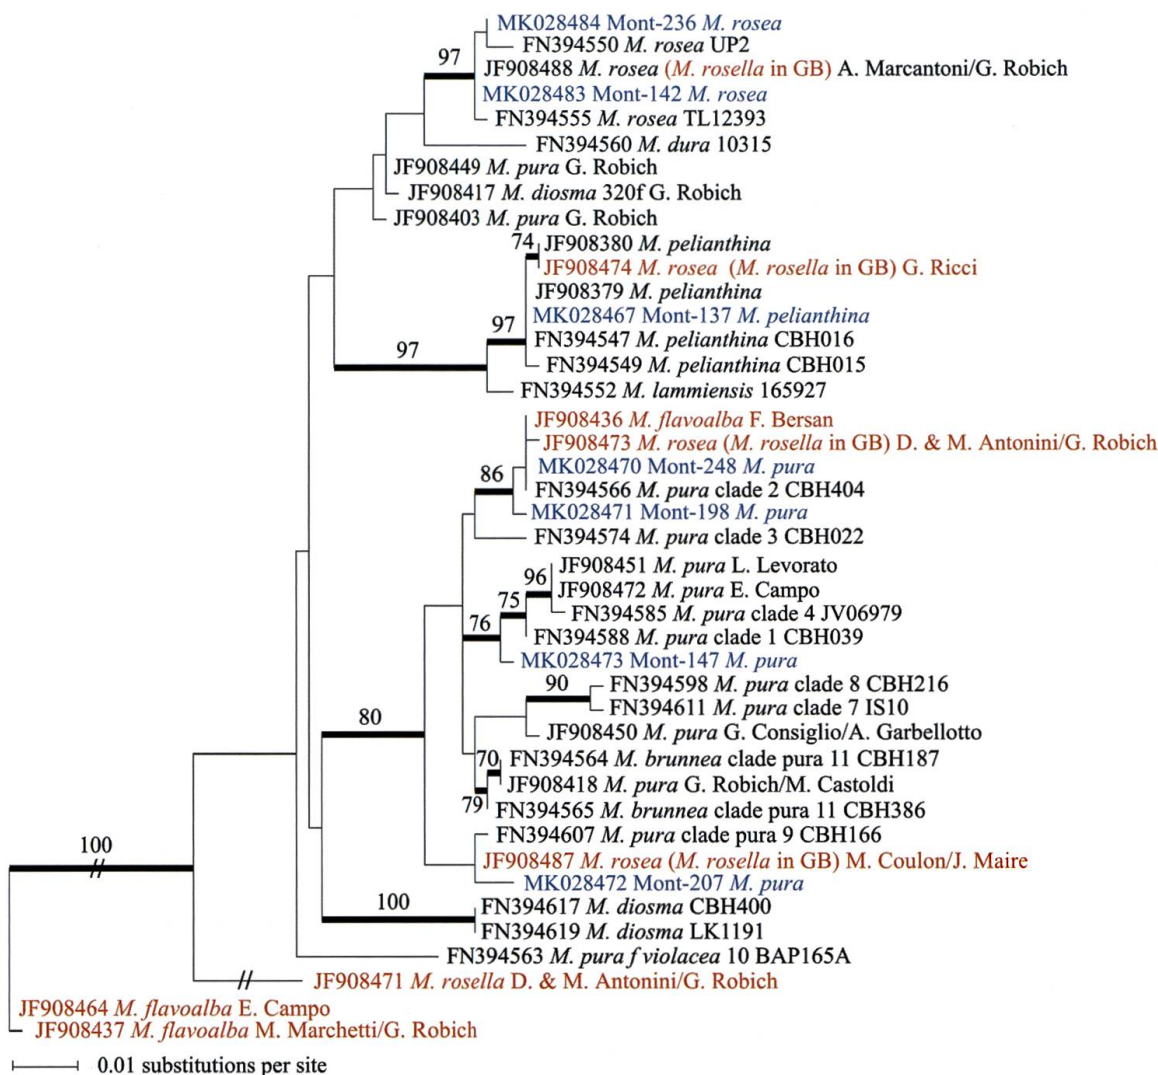 MK028484 Mont-236 M. rosea
FN394550 M. rosea UP2
97
JF908488 M. rosea (M. rosella in GB) A. Marcantoni/G. Robich
MK028483 Mont-142 M. rosea
FN394555 M. rosea TL12393
FN394560 M. dura 10315
JF908449 M. pura G. Robich
JF908417 M. diosma 320f G. Robich
JF908403 M. pura G. Robich
74
JF908380 M. pelianthina
JF908474 M. rosea (M. rosella in GB) G. Ricci
JF908379 M. pelianthina
MK028467 Mont-137 M. pelianthina
97
FN394547 M. pelianthina CBH016
97
FN394549 M. pelianthina CBH015
FN394552 M. lammiensis 165927
JF908436 M. flavoalba F. Bersan
JF908473 M. rosea (M. rosella in GB) D. & M. Antonini/G. Robich
MK028470 Mont-248 M. pura
86
FN394566 M. pura clade 2 CBH404
MK028471 Mont-198 M. pura
FN394574 M. pura clade 3 CBH022
JF908451 M. pura L. Levorato
96
JF908472 M. pura E. Campo
75
FN394585 M. pura clade 4 JV06979
76
FN394588 M. pura clade 1 CBH039
MK028473 Mont-147 M. pura
90
FN394598 M. pura clade 8 CBH216
FN394611 M. pura clade 7 IS10
80
JF908450 M. pura G. Consiglio/A. Garbellotto
70
FN394564 M. brunnea clade pura 11 CBH187
JF908418 M. pura G. Robich/M. Castoldi
79
FN394565 M. brunnea clade pura 11 CBH386
FN394607 M. pura clade pura 9 CBH166
100
JF908487 M. rosea (M. rosella in GB) M. Coulon/J. Maire
MK028472 Mont-207 M. pura
100
FN394617 M. diosma CBH400
FN394619 M. diosma LK1191
FN394563 M. pura f violacea 10 BAP165A
JF908471 M. rosella D. & M. Antonini/G. Robich
JF908464 M. flavoalba E. Campo
JF908437 M. flavoalba M. Marchetti/G. Robich
0.01 substitutions per site